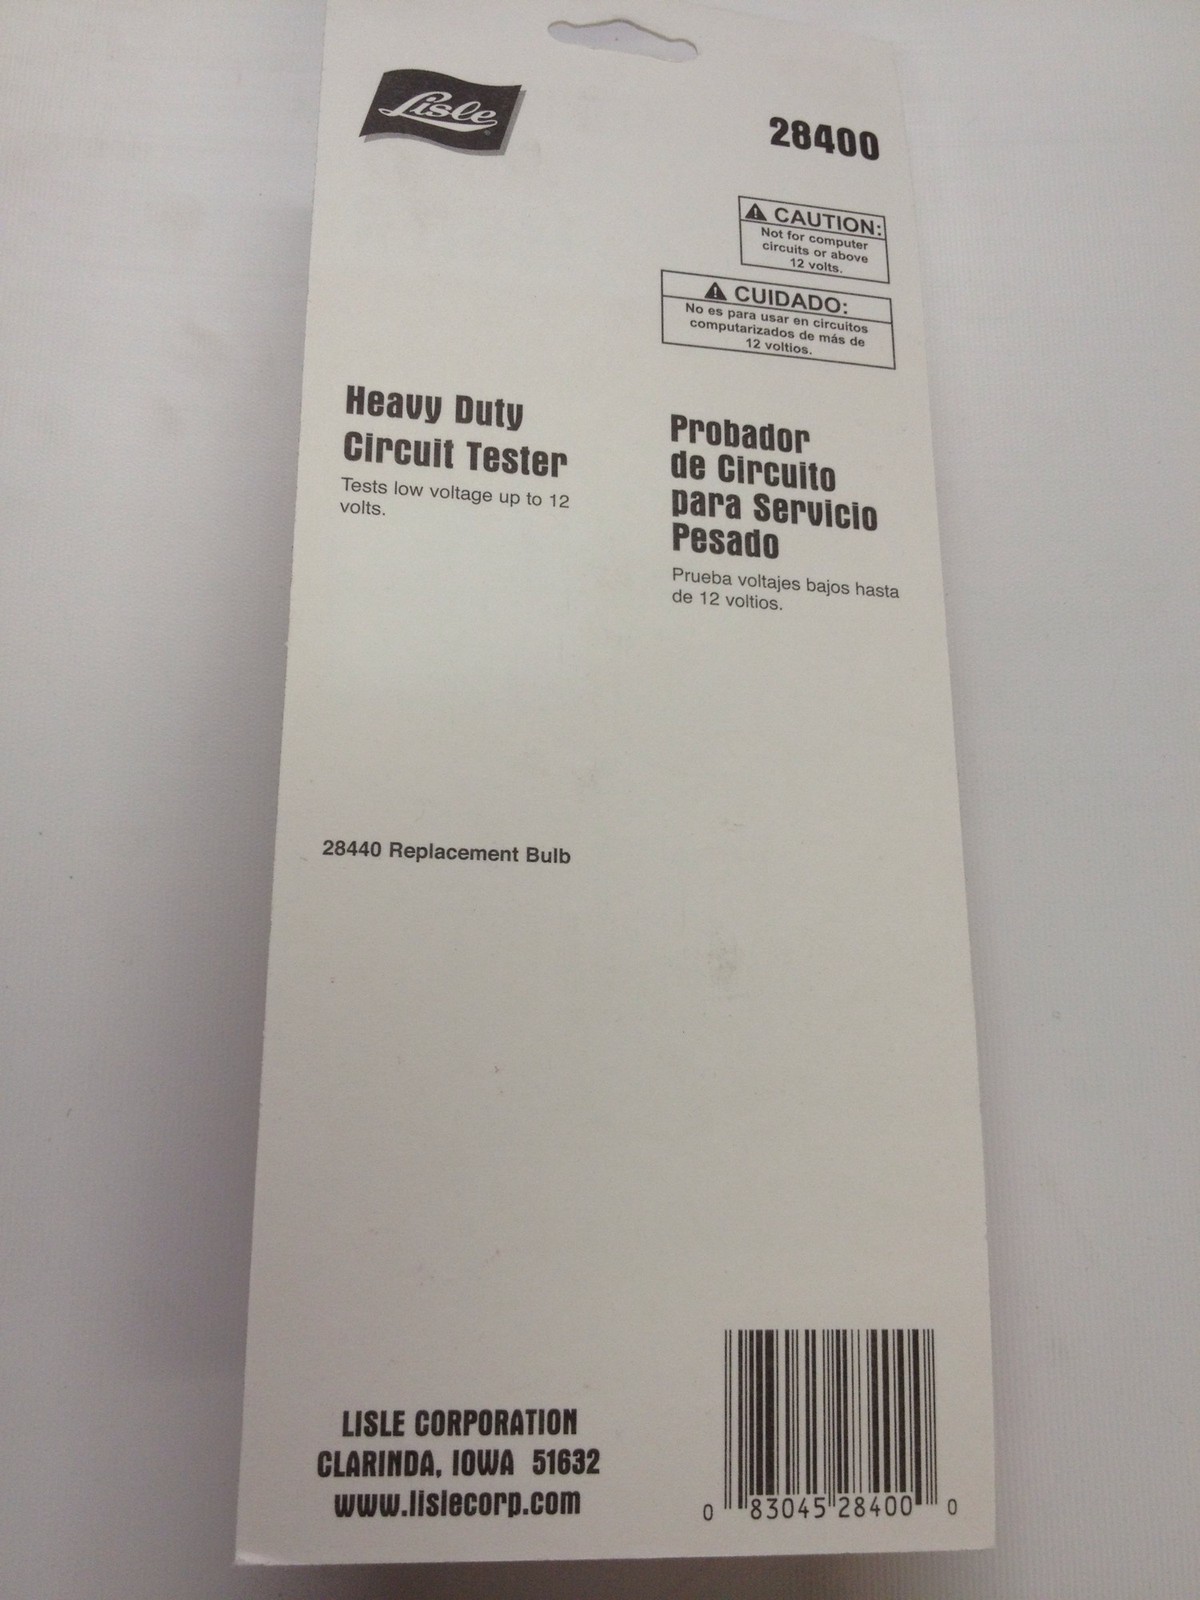 Lisle
28400
CAUTION:
Not for computer
circuits or above
12 volts.
CUIDADO:
No es para usar en circuitos
computarizados de más de
12 voltios.
Heavy Duty
Circuit Tester
Tests low voltage up to 12
volts.
Probador
de Circuito
para Servicio
Pesado
Prueba voltajes bajos hasta
de 12 voltios.
28440 Replacement Bulb
LISLE CORPORATION
CLARINDA, IOWA 51632
www.lislecorp.com
0 83045 28400 0